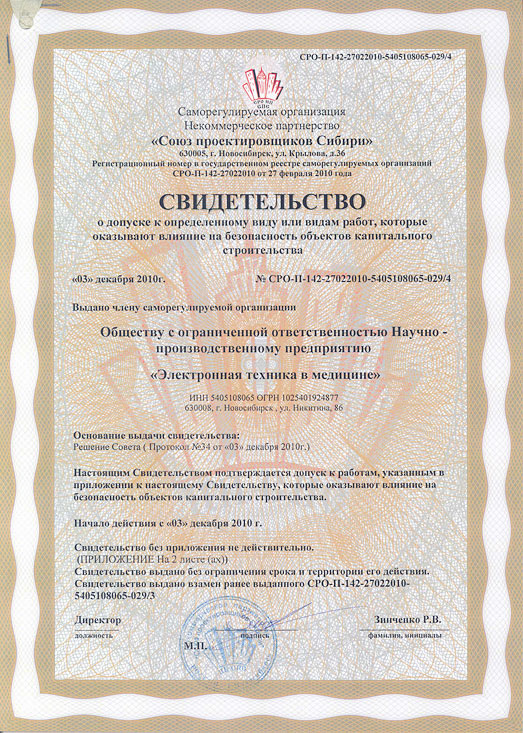 СРО-П-142-27022010-5405108065-029/4
СРО НП
СПС
Саморегулируемая организация
Некоммерческое партнерство
«Союз проектировщиков Сибири»
630005, г. Новосибирск, ул. Крылова, д.36
Регистрационный номер в государственном реестре саморегулируемых организаций
СРО-П-142-27022010 от 27 февраля 2010 года
СВИДЕТЕЛЬСТВО
о допуске к определенному виду или видам работ, которые
оказывают влияние на безопасность объектов капитального
строительства
«03» декабря 2010г. № СРО-П-142-27022010-5405108065-029/4
Выдано члену саморегулируемой организации
Обществу с ограниченной ответственностью Научно -
производственному предприятию
«Электронная техника в медицине»
ИНН 5405108065 ОГРН 1025401924877
630008, г. Новосибирск , ул. Никитина, 86
Основание выдачи свидетельства:
Решение Совета ( Протокол №34 от «03» декабря 2010г.)
Настоящим Свидетельством подтверждается допуск к работам, указанным в
приложении к настоящему Свидетельству, которые оказывают влияние на
безопасность объектов капитального строительства.
Начало действия с «03» декабря 2010 г.
Свидетельство без приложения не действительно.
(ПРИЛОЖЕНИЕ На 2 листе (ах))
Свидетельство выдано без ограничения срока и территории его действия.
Свидетельство выдано взамен ранее выданного СРО-П-142-27022010-
5405108065-029/3
Директор Зинченко Р.В.
должность подпись фамилия, инициалы
М.П.